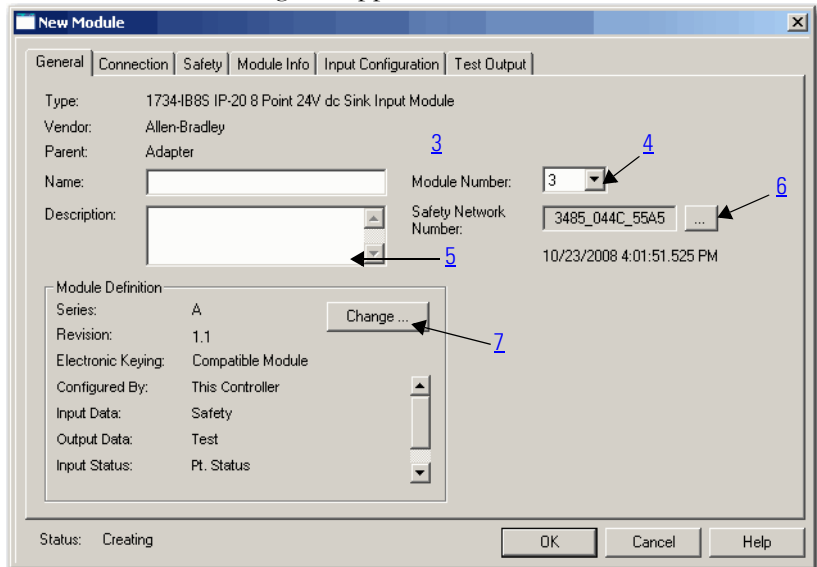 New Module
General Connection Safety Module Info Input Configuration Test Output
Type: 1734-IB8S IP-20 8 Point 24V dc Sink Input Module
Vendor: Allen-Bradley
Parent: Adapter
3 4
Name: Module Number: 3
6
Description: Safety Network Number: 3485_044C_55A5 ...
5 10/23/2008 4:01:51.525 PM
Module Definition
Series: A Change ...
Revision: 1.1
7
Electronic Keying: Compatible Module
Configured By: This Controller
Input Data: Safety
Output Data: Test
Input Status: Pt. Status
Status: Creating OK Cancel Help